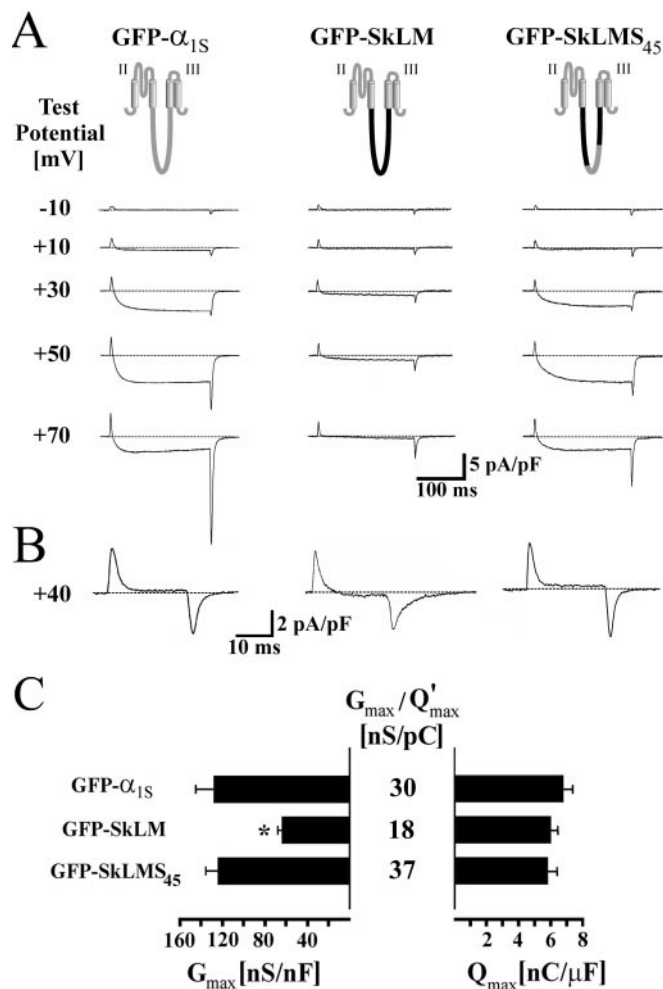 A
GFP-α1S GFP-SkLM GFP-SkLMS45
II III II III II III
Test
Potential
[mV]
-10
+10
+30
+50
+70
5 pA/pF
100 ms
B
+40
2 pA/pF
10 ms
C
Gmax/Q'max
[nS/pC]
GFP-α1S 30
GFP-SkLM * 18
GFP-SkLMS45 37
160 120 80 40 2 4 6 8
Gmax[nS/nF] Qmax[nC/μF]